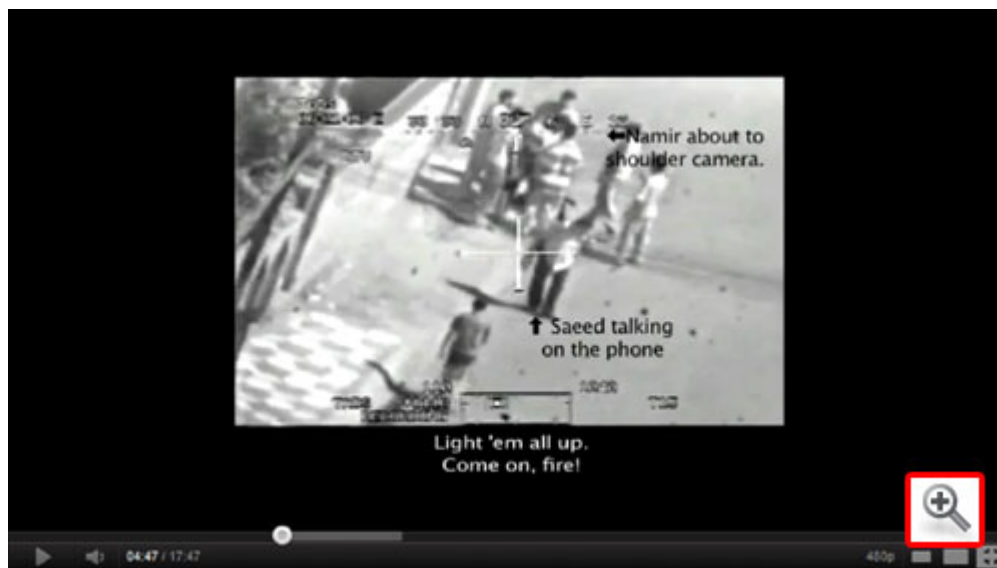 Namir about to
shoulder camera.
Saeed talking
on the phone
Light 'em all up.
Come on, fire!
04:47 / 17:47
480p